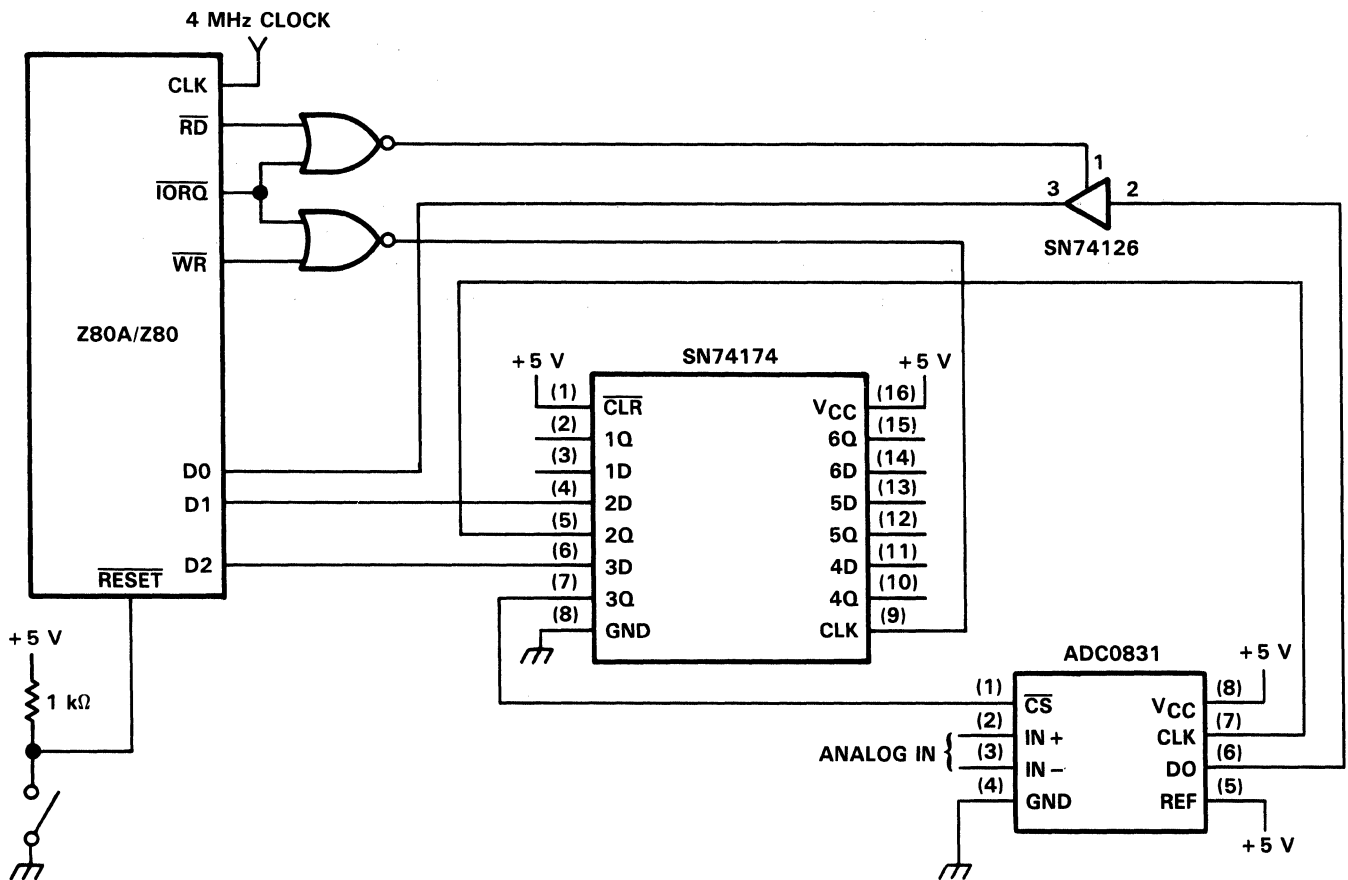 4 MHz CLOCK
CLK
RD
IORQ
WR
Z80A/Z80
D0
D1
D2
RESET
+5 V
1 kΩ
1
3
2
SN74126
SN74174
+5 V
+5 V
(1) CLR
(2) 1Q
(3) 1D
(4) 2D
(5) 2Q
(6) 3D
(7) 3Q
(8) GND
VCC (16)
6Q (15)
6D (14)
5D (13)
5Q (12)
4D (11)
4Q (10)
CLK (9)
ADC0831
+5 V
(1) CS
(2) IN+
(3) IN−
(4) GND
ANALOG IN
VCC (8)
CLK (7)
DO (6)
REF (5)
+5 V